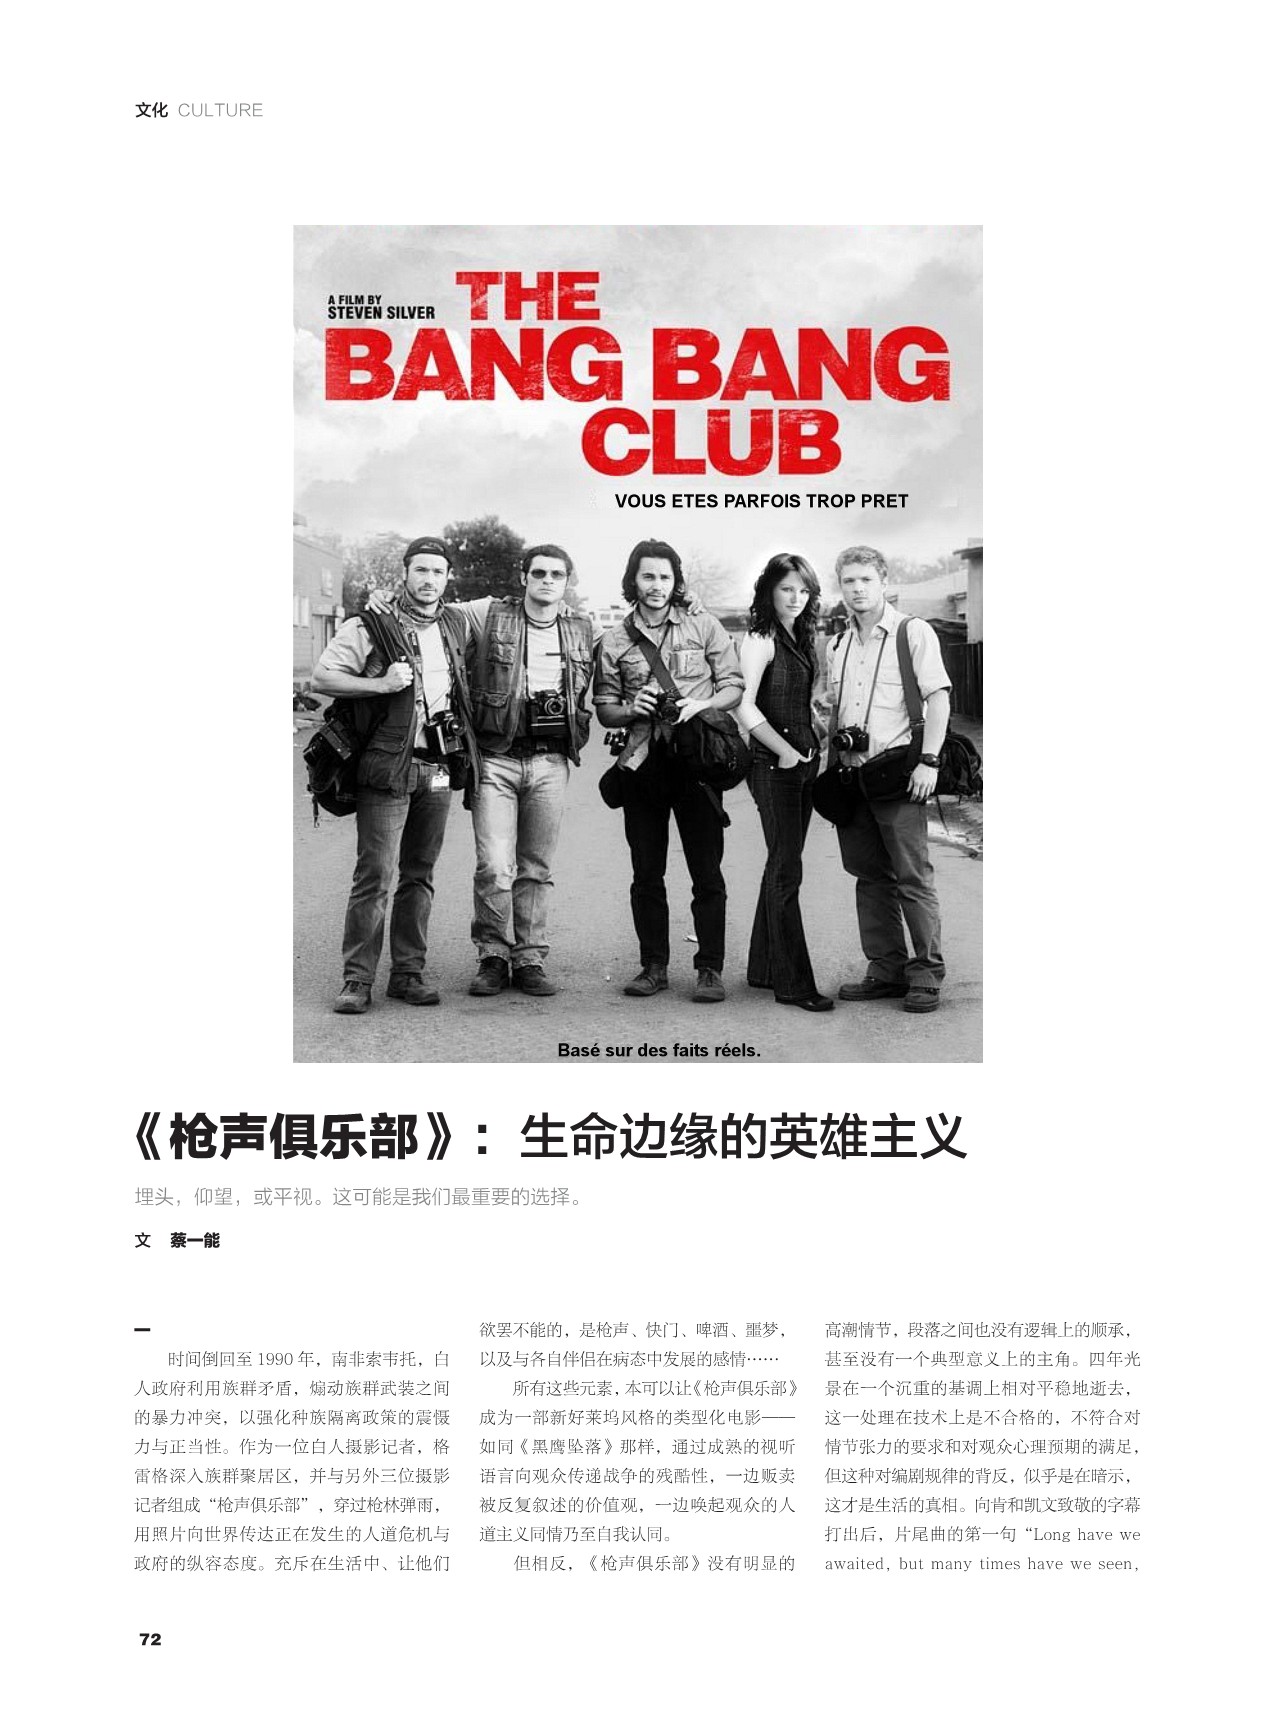 文化 CULTURE
A FILM BY
STEVEN SILVER
THE
BANG BANG
CLUB
VOUS ETES PARFOIS TROP PRET
Basé sur des faits réels.
《枪声俱乐部》：生命边缘的英雄主义
埋头，仰望，或平视。这可能是我们最重要的选择。
文 蔡一能
一
时间倒回至 1990 年，南非索韦托，白
人政府利用族群矛盾，煽动族群武装之间
的暴力冲突，以强化种族隔离政策的震慑
力与正当性。作为一位白人摄影记者，格
雷格深入族群聚居区，并与另外三位摄影
记者组成“枪声俱乐部”，穿过枪林弹雨，
用照片向世界传达正在发生的人道危机与
政府的纵容态度。充斥在生活中、让他们
欲罢不能的，是枪声、快门、啤酒、噩梦，
以及与各自伴侣在病态中发展的感情……
所有这些元素，本可以让《枪声俱乐部》
成为一部新好莱坞风格的类型化电影——
如同《黑鹰坠落》那样，通过成熟的视听
语言向观众传递战争的残酷性，一边贩卖
被反复叙述的价值观，一边唤起观众的人
道主义同情乃至自我认同。
但相反，《枪声俱乐部》没有明显的
高潮情节，段落之间也没有逻辑上的顺承，
甚至没有一个典型意义上的主角。四年光
景在一个沉重的基调上相对平稳地逝去，
这一处理在技术上是不合格的，不符合对
情节张力的要求和对观众心理预期的满足，
但这种对编剧规律的背反，似乎是在暗示，
这才是生活的真相。向肯和凯文致敬的字幕
打出后，片尾曲的第一句“Long have we
awaited, but many times have we seen,
72